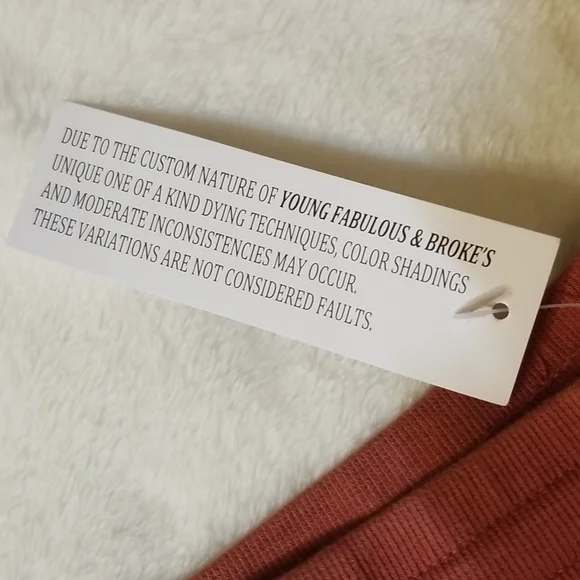 DUE TO THE CUSTOM NATURE OF YOUNG FABULOUS & BROKE'S
UNIQUE ONE OF A KIND DYING TECHNIQUES, COLOR SHADINGS
AND MODERATE INCONSISTENCIES MAY OCCUR.
THESE VARIATIONS ARE NOT CONSIDERED FAULTS.